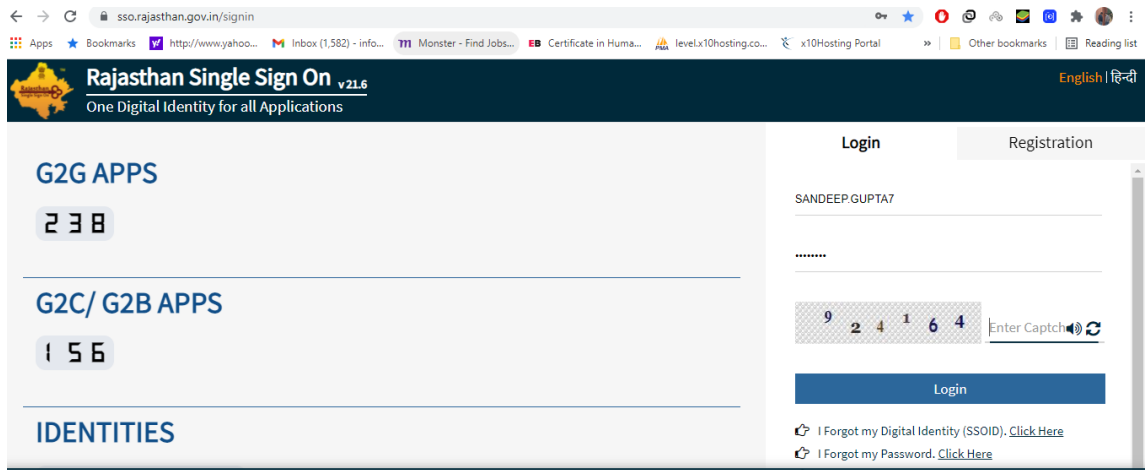 sso.rajasthan.gov.in/signin
Apps Bookmarks http://www.yahoo... Inbox (1,582) - info... Monster - Find Jobs... EB Certificate in Huma... PMA level.x10hosting.co... x10Hosting Portal » Other bookmarks Reading list
Rajasthan Single Sign On v 21.6
One Digital Identity for all Applications
English | हिन्दी
G2G APPS
238
G2C/ G2B APPS
156
IDENTITIES
Login Registration
SANDEEP.GUPTA7
••••••••
9 2 4 1 6 4 Enter Captch
Login
I Forgot my Digital Identity (SSOID). Click Here
I Forgot my Password. Click Here